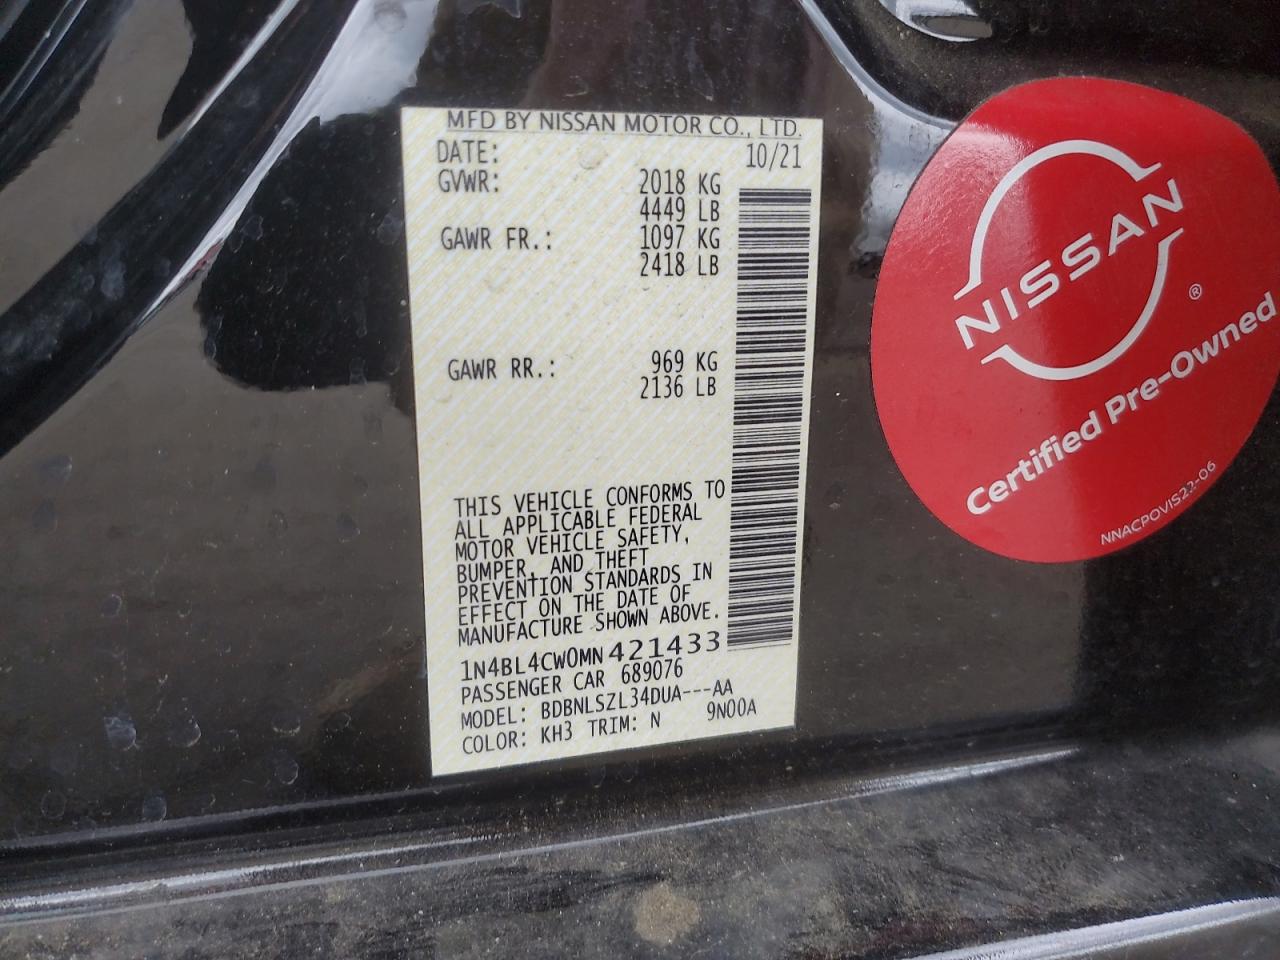 MFD BY NISSAN MOTOR CO., LTD.
DATE: 10/21
GVWR: 2018 KG
4449 LB
GAWR FR.: 1097 KG
2418 LB
GAWR RR.: 969 KG
2136 LB
THIS VEHICLE CONFORMS TO
ALL APPLICABLE FEDERAL
MOTOR VEHICLE SAFETY,
BUMPER, AND THEFT
PREVENTION STANDARDS IN
EFFECT ON THE DATE OF
MANUFACTURE SHOWN ABOVE.
1N4BL4CW0MN421433
PASSENGER CAR 689076
MODEL: BDBNLSZL34DUA---AA
COLOR: KH3 TRIM: N 9N00A
NISSAN
®
Certified Pre-Owned
NNACPOVIS22-06